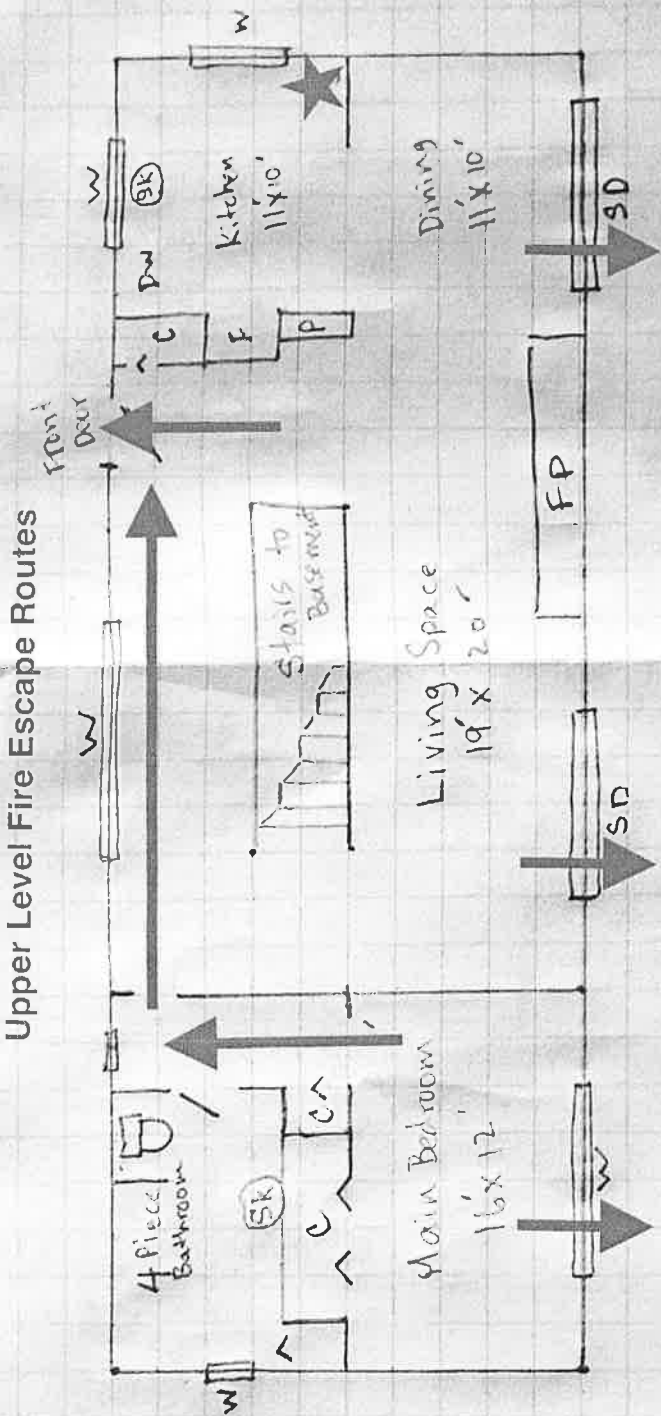 Upper Level Fire Escape Routes
Front
Door
W
W
W
SK
DW
Kitchen
11'x10'
C
F
P
Dining
11'x10'
SD
Stairs to
Basement
Living Space
19' x 20'
FP
SD
4 Piece
Bathroom
SK
C
C
W
Main Bedroom
16'x12'
W